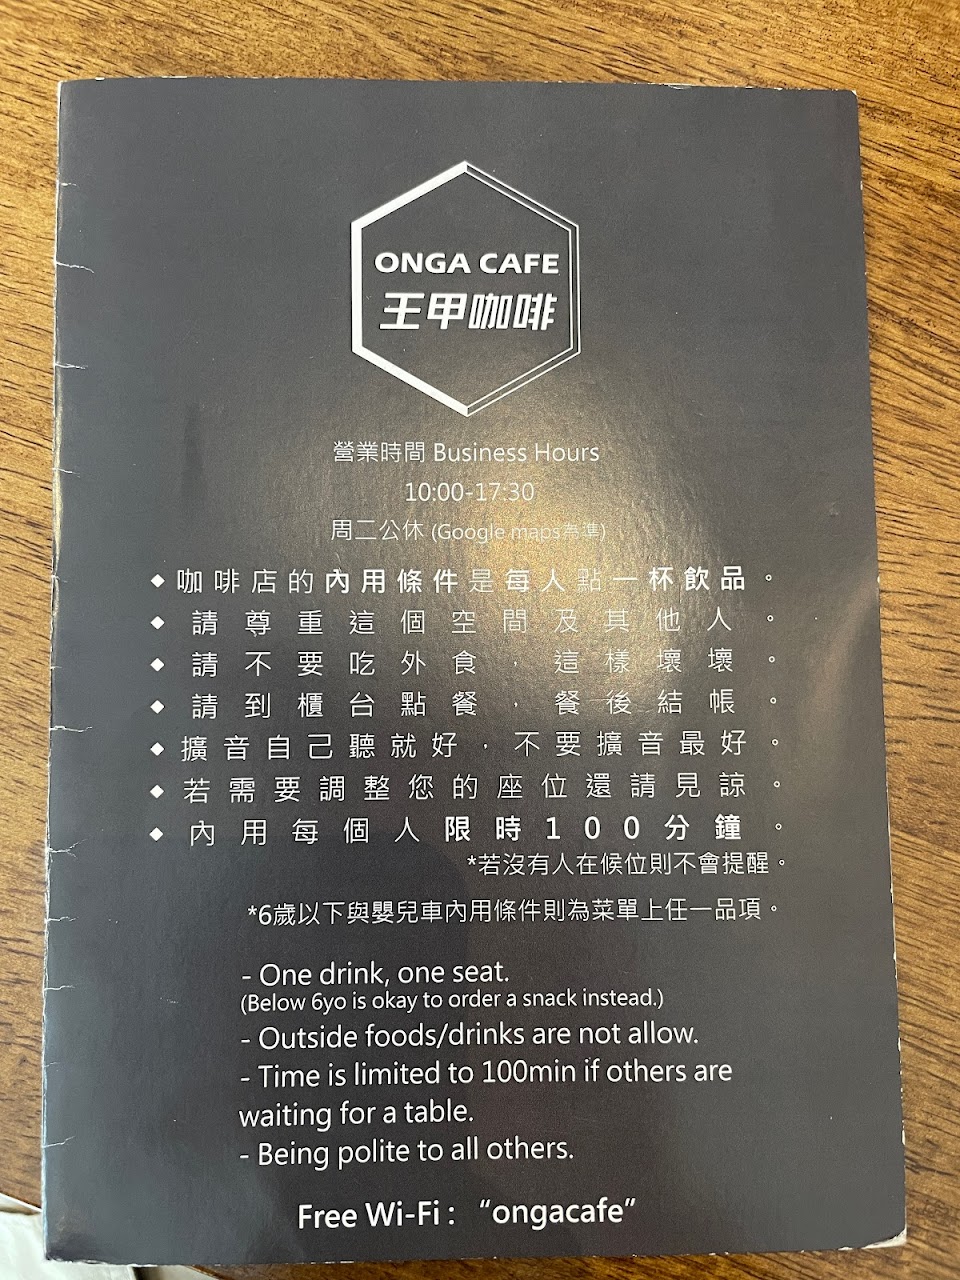 ONGA CAFE
王甲咖啡
營業時間 Business Hours
10:00-17:30
周二公休 (Google maps為準)
◆ 咖啡店的內用條件是每人點一杯飲品。
◆ 請尊重這個空間及其他人。
◆ 請不要吃外食，這樣壞壞。
◆ 請到櫃台點餐，餐後結帳。
◆ 擴音自己聽就好，不要擴音最好。
◆ 若需要調整您的座位還請見諒。
◆ 內用每個人限時100分鐘。
*若沒有人在候位則不會提醒。
*6歲以下與嬰兒車內用條件則為菜單上任一品項。
- One drink, one seat.
(Below 6yo is okay to order a snack instead.)
- Outside foods/drinks are not allow.
- Time is limited to 100min if others are
waiting for a table.
- Being polite to all others.
Free Wi-Fi : “ongacafe”